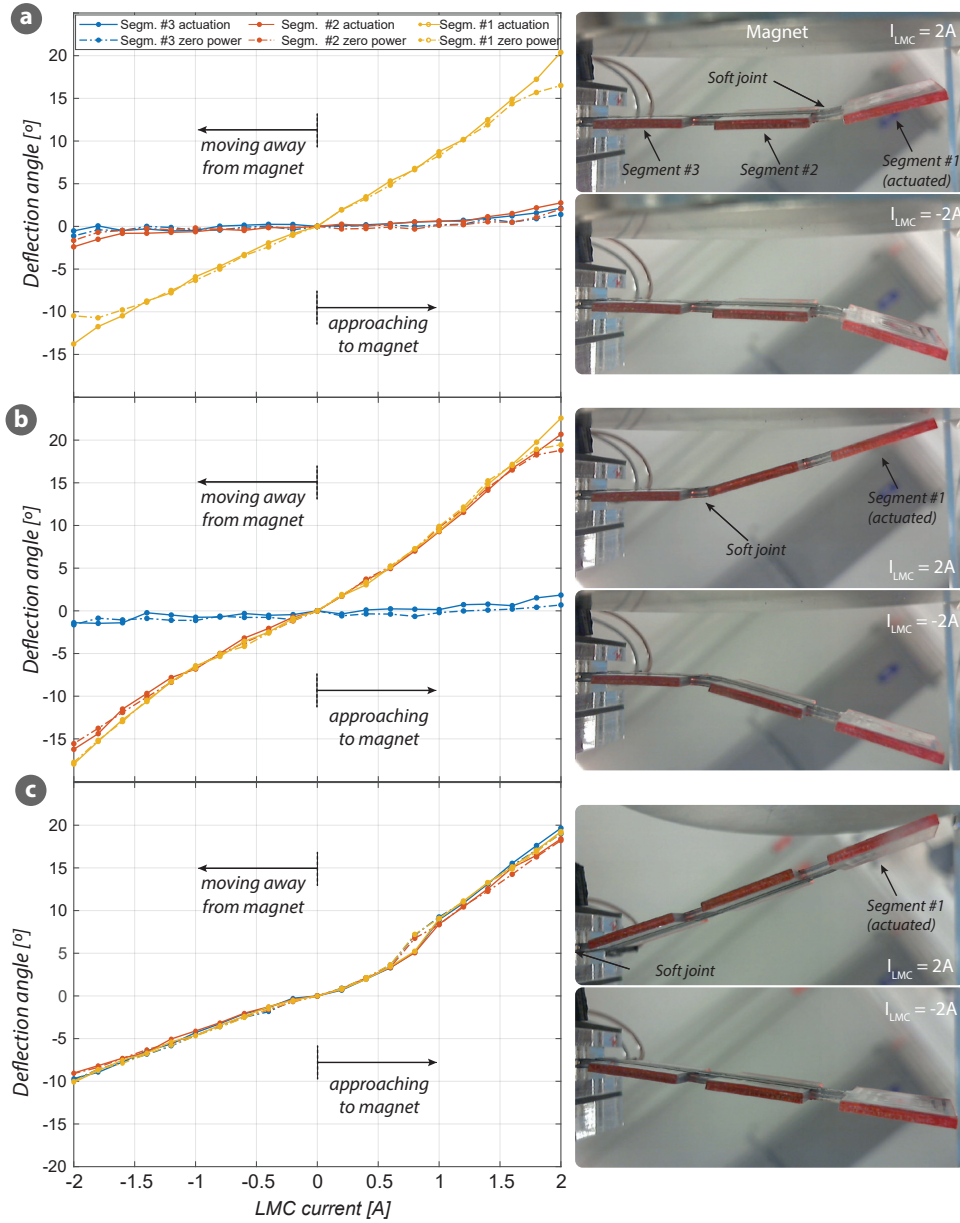 a
Segm. #3 actuation
Segm. #2 actuation
Segm. #1 actuation
Segm. #3 zero power
Segm. #2 zero power
Segm. #1 zero power
20
15
10
5
0
-5
-10
-15
Deflection angle [º]
moving away
from magnet
approaching
to magnet
Magnet
I_LMC = 2A
Soft joint
Segment #3
Segment #2
Segment #1
(actuated)
I_LMC = -2A
b
20
15
10
5
0
-5
-10
-15
Deflection angle [º]
moving away
from magnet
approaching
to magnet
Segment #1
(actuated)
Soft joint
I_LMC = 2A
I_LMC = -2A
c
20
15
10
5
0
-5
-10
-15
-20
Deflection angle [º]
moving away
from magnet
approaching
to magnet
-2 -1.5 -1 -0.5 0 0.5 1 1.5 2
LMC current [A]
Segment #1
(actuated)
Soft joint
I_LMC = 2A
I_LMC = -2A